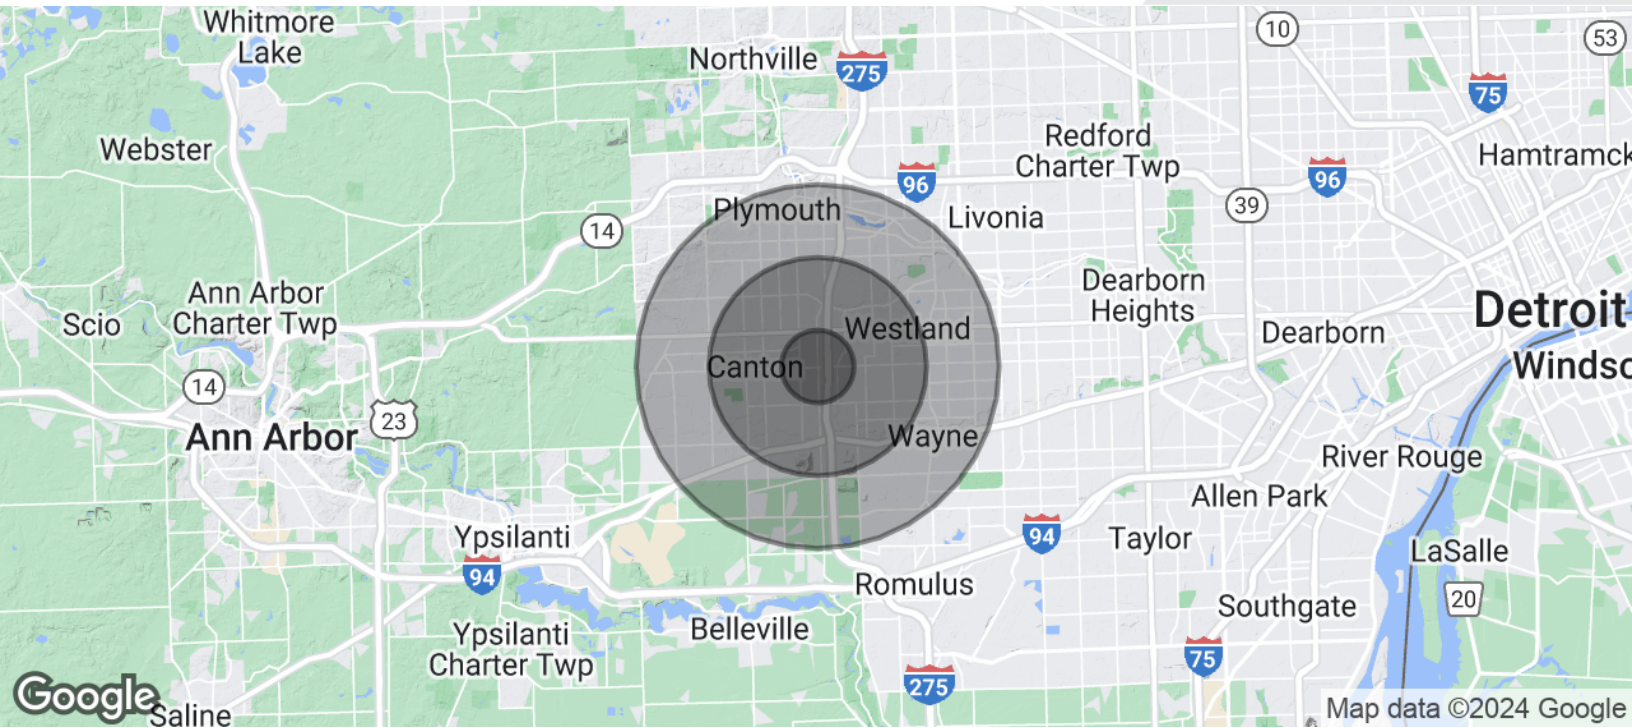 Whitmore
Lake
Northville
275
10
53
75
Webster
Redford
Charter Twp
Hamtramck
96
96
Plymouth
Livonia
39
14
Ann Arbor
Charter Twp
Scio
Dearborn
Heights
Detroit
Westland
Dearborn
Canton
Windso
14
23
Ann Arbor
Wayne
River Rouge
Allen Park
Ypsilanti
94
Taylor
LaSalle
94
Romulus
20
Southgate
Belleville
Ypsilanti
Charter Twp
75
275
Google
Saline
Map data ©2024 Google